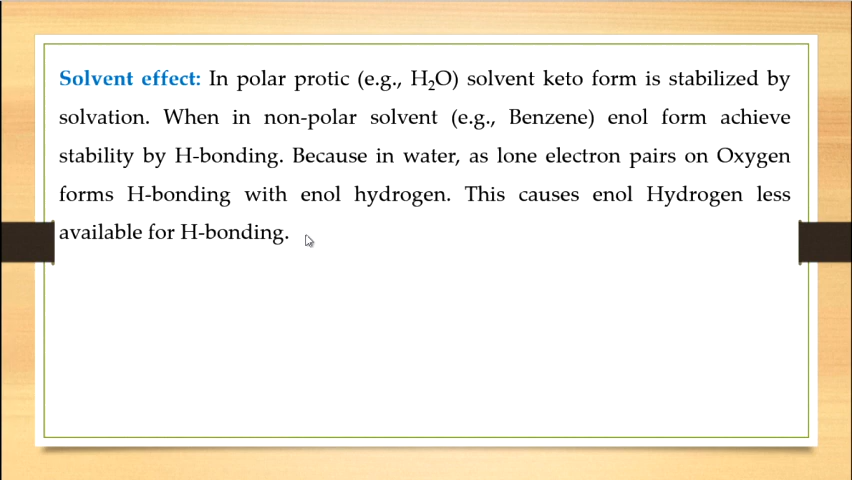 Solvent effect: In polar protic (e.g., H₂O) solvent keto form is stabilized by
solvation. When in non-polar solvent (e.g., Benzene) enol form achieve
stability by H-bonding. Because in water, as lone electron pairs on Oxygen
forms H-bonding with enol hydrogen. This causes enol Hydrogen less
available for H-bonding.